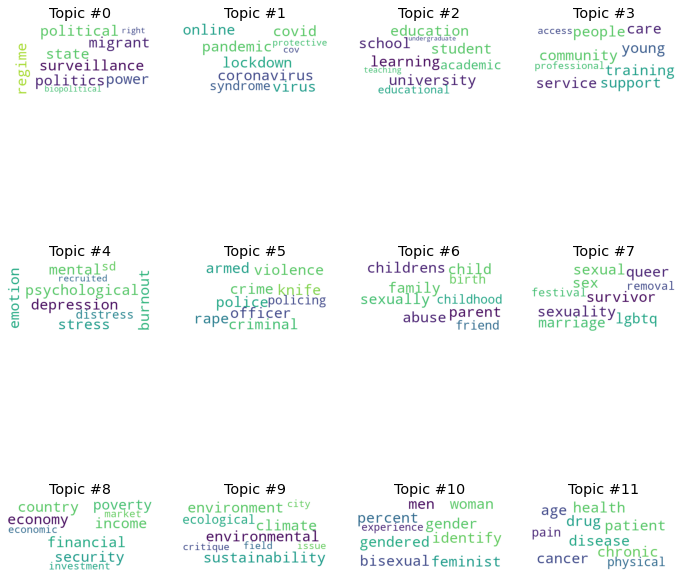 Topic #0
political right
migrant
state
surveillance
regime
politics power
biopolitical
Topic #1
online covid
pandemic protective
cov
lockdown
coronavirus
syndrome virus
Topic #2
education
school undergraduate
student
learning academic
teaching
university
educational
Topic #3
access people care
community young
professional training
service support
Topic #4
mental sd
recruited
psychological
emotion depression burnout
distress
stress
Topic #5
armed violence
crime knife
police policing
rape officer
criminal
Topic #6
childrens child
family birth
sexually childhood
abuse parent
friend
Topic #7
sexual queer
sex removal
festival survivor
sexuality
marriage lgbtq
Topic #8
country poverty
economy market
economic income
financial
security
investment
Topic #9
environment city
ecological climate
environmental
critique field issue
sustainability
Topic #10
men woman
percent gender
experience identify
gendered
bisexual feminist
Topic #11
age health
drug patient
pain disease
chronic
cancer physical